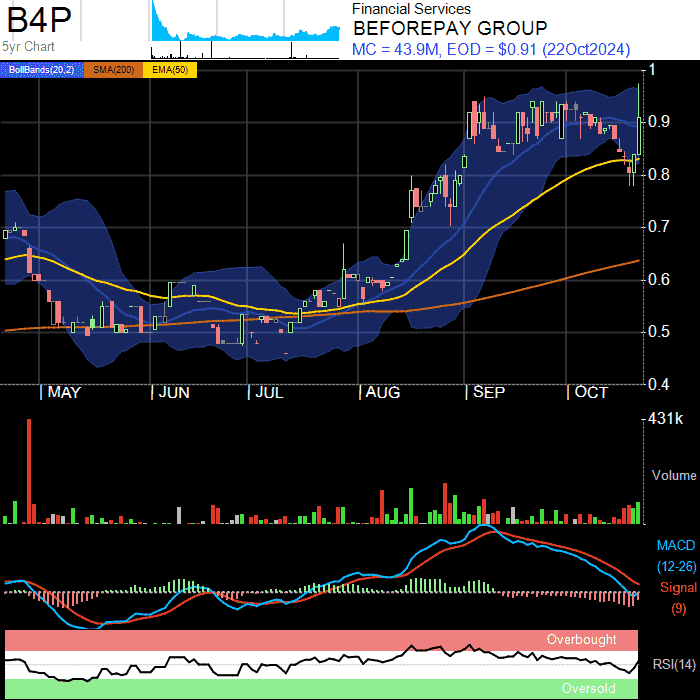 B4P
5yr Chart
Financial Services
BEFOREPAY GROUP
MC = 43.9M, EOD = $0.91 (22Oct2024)
BollBands(20,2) SMA(200) EMA(50)
1
0.9
0.8
0.7
0.6
0.5
0.4
MAY JUN JUL AUG SEP OCT
431k
Volume
MACD
(12-26)
Signal
(9)
Overbought
RSI(14)
Oversold